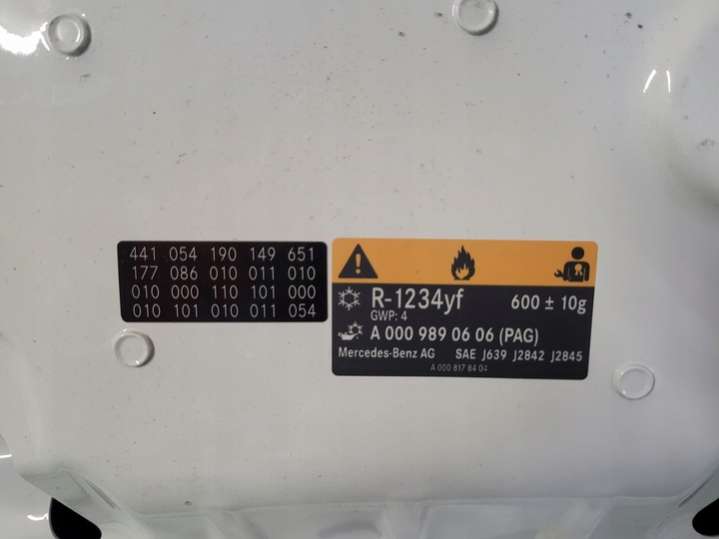 441 054 190 149 651
177 086 010 011 010
010 000 110 101 000
010 101 010 011 054
R-1234yf 600 ± 10g
GWP: 4
A 000 989 06 06 (PAG)
Mercedes-Benz AG SAE J639 J2842 J2845
A 000 817 84 04